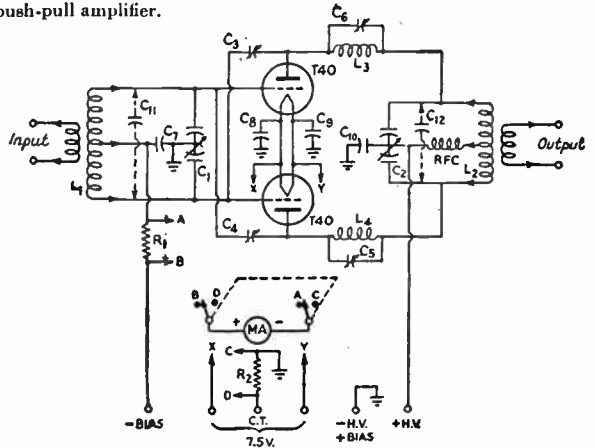 push-pull amplifier.
C6
C3
L3
T40
C11
C8
C9
C10
C12
Input
C7
RFC
Output
L1
C1
X
Y
C2
L2
T40
A
C4
L4
R1
B
C5
B
D
A
C
+ MA -
X
C
Y
R2
D
-BIAS
C.T.
-H.V.
+BIAS
+H.V.
7.5 V.